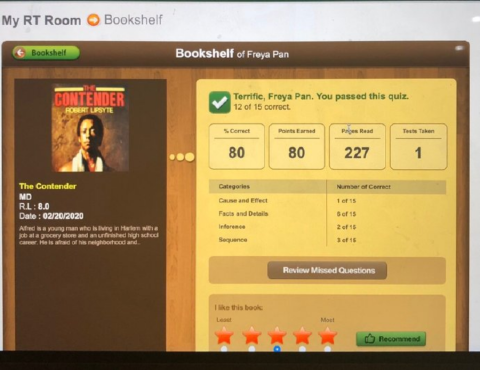 My RT Room Bookshelf
Bookshelf
Bookshelf of Freya Pan
THE
CONTENDER
ROBERT LIPSYTE
The Contender
MD
R.L : 8.0
Date : 02/20/2020
Alfred is a young man who is living in Harlem with a
job at a grocery store and an unfinished high school
career. He is afraid of his neighborhood and..
Terrific, Freya Pan. You passed this quiz.
12 of 15 correct.
% Correct
80
Points Earned
80
Pages Read
227
Tests Taken
1
Categories Number of Correct
Cause and Effect 1 of 15
Facts and Details 6 of 15
Inference 2 of 15
Sequence 3 of 15
Review Missed Questions
I like this book:
Least Most
Recommend